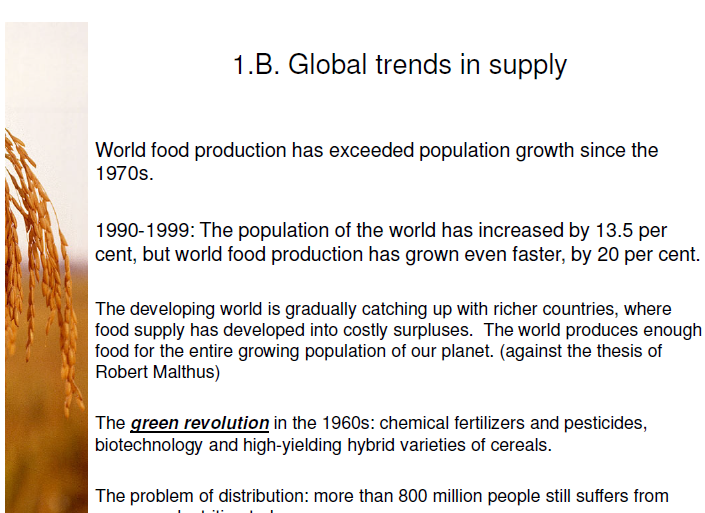 1.B. Global trends in supply
World food production has exceeded population growth since the
1970s.
1990-1999: The population of the world has increased by 13.5 per
cent, but world food production has grown even faster, by 20 per cent.
The developing world is gradually catching up with richer countries, where
food supply has developed into costly surpluses.  The world produces enough
food for the entire growing population of our planet. (against the thesis of
Robert Malthus)
The green revolution in the 1960s: chemical fertilizers and pesticides,
biotechnology and high-yielding hybrid varieties of cereals.
The problem of distribution: more than 800 million people still suffers from